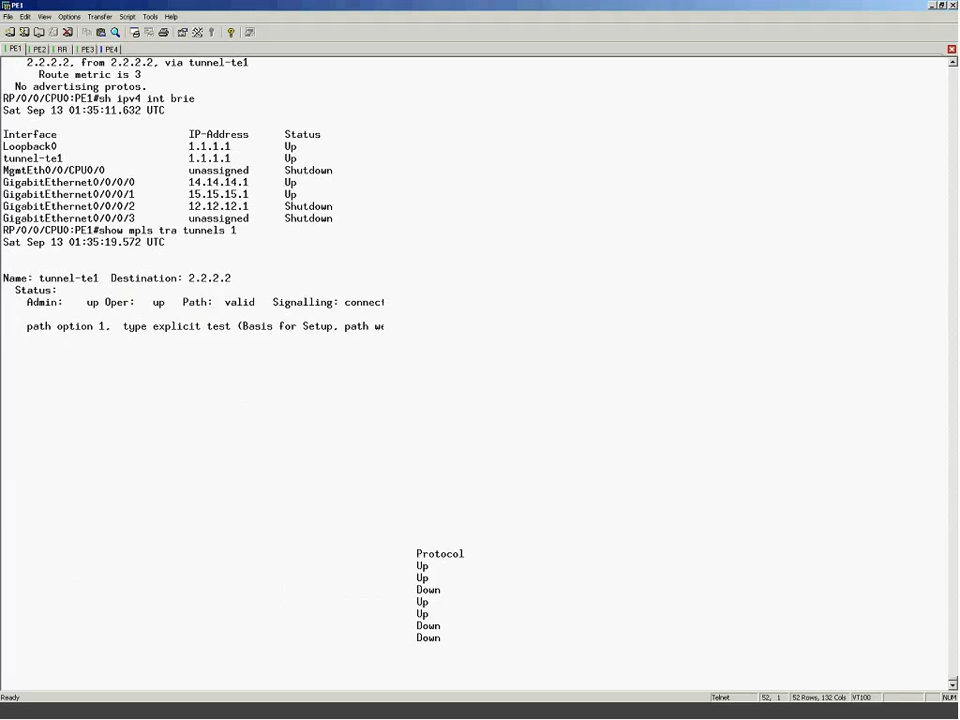 PE1
File Edit View Options Transfer Script Tools Help
PE1 PE2 RR PE3 PE4
2.2.2.2, from 2.2.2.2, via tunnel-te1
Route metric is 3
No advertising protos.
RP/0/0/CPU0:PE1#sh ipv4 int brie
Sat Sep 13 01:35:11.632 UTC
Interface IP-Address Status
Loopback0 1.1.1.1 Up
tunnel-te1 1.1.1.1 Up
MgmtEth0/0/CPU0/0 unassigned Shutdown
GigabitEthernet0/0/0/0 14.14.14.1 Up
GigabitEthernet0/0/0/1 15.15.15.1 Up
GigabitEthernet0/0/0/2 12.12.12.1 Shutdown
GigabitEthernet0/0/0/3 unassigned Shutdown
RP/0/0/CPU0:PE1#show mpls tra tunnels 1
Sat Sep 13 01:35:19.572 UTC
Name: tunnel-te1 Destination: 2.2.2.2
Status:
Admin: up Oper: up Path: valid Signalling: connect
path option 1, type explicit test (Basis for Setup, path we
Protocol
Up
Up
Down
Up
Up
Down
Down
Ready Telnet 52, 1 52 Rows, 132 Cols VT100 NUM